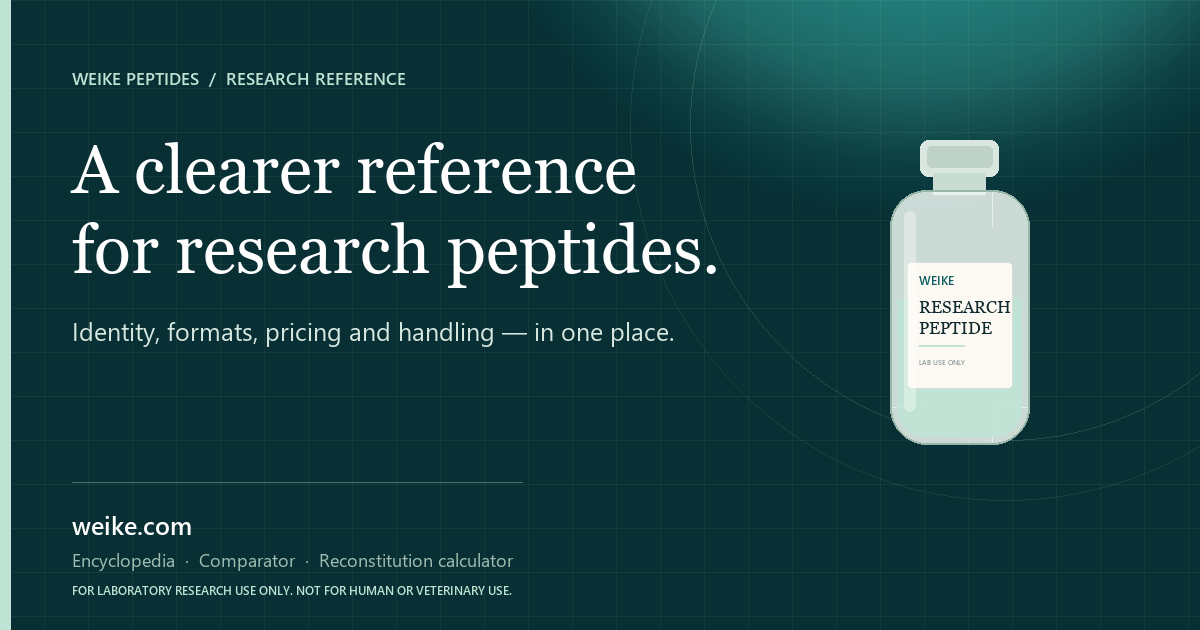 WEIKE PEPTIDES / RESEARCH REFERENCE
A clearer reference
for research peptides.
Identity, formats, pricing and handling — in one place.
WEIKE
RESEARCH
PEPTIDE
LAB USE ONLY
weike.com
Encyclopedia · Comparator · Reconstitution calculator
FOR LABORATORY RESEARCH USE ONLY. NOT FOR HUMAN OR VETERINARY USE.